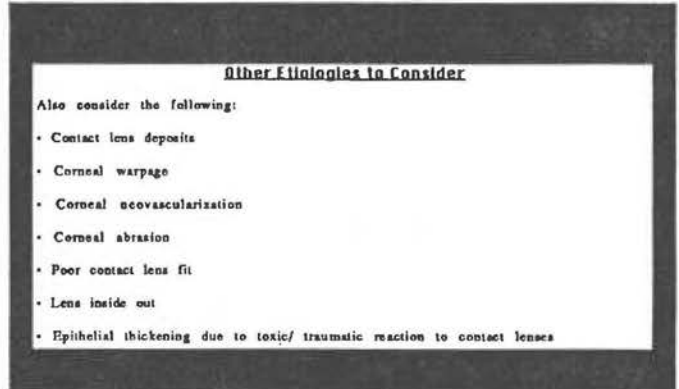 Other Etiologies to Consider
Also consider the following:
• Contact lens deposits
• Corneal warpage
• Corneal neovascularization
• Corneal abrasion
• Poor contact lens fit
• Lens inside out
• Epithelial thickening due to toxic/ traumatic reaction to contact lenses